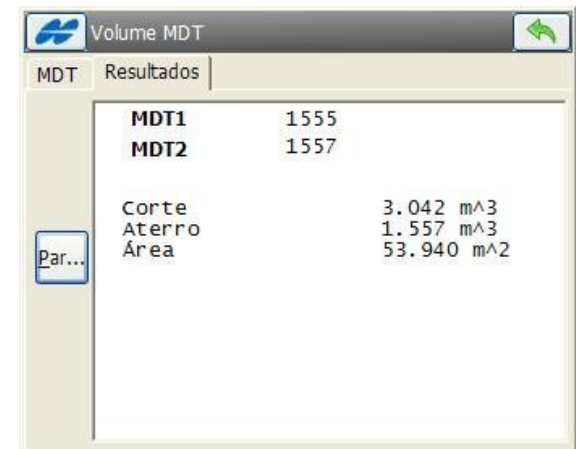 Volume MDT
MDT Resultados
MDT1 1555
MDT2 1557
Corte 3.042 m^3
Aterro 1.557 m^3
Área 53.940 m^2
Par...